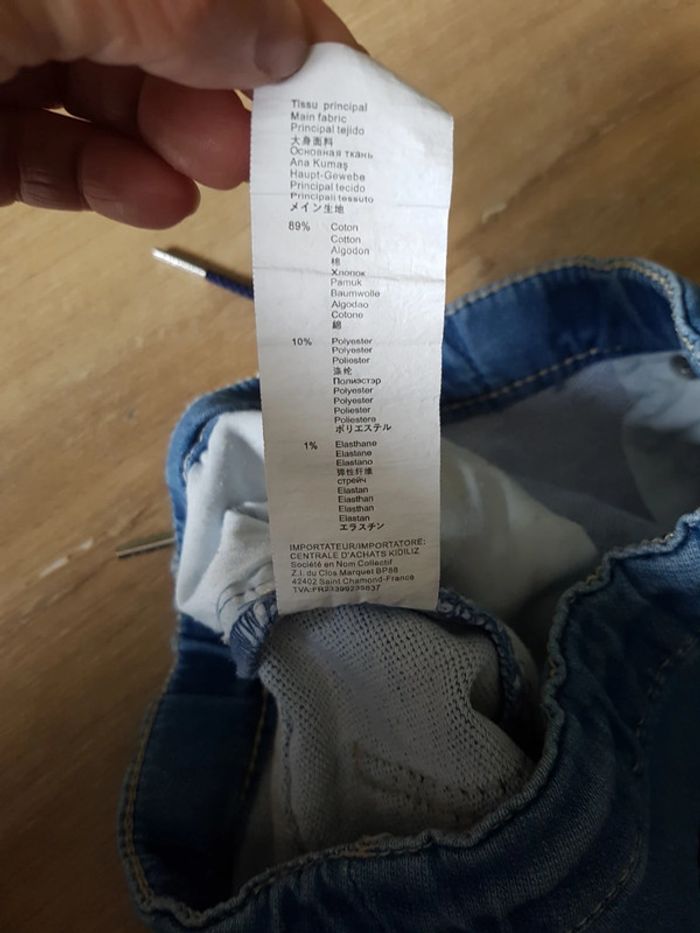 Tissu principal
Main fabric
Principal tejido
大身面料
Основная ткань
Ana Kumaş
Haupt-Gewebe
Principal tecido
Principali tessuto
メイン生地
89% Coton
Cotton
Algodon
棉
Хлопок
Pamuk
Baumwolle
Algodao
Cotone
綿
10% Polyester
Polyester
Poliester
涤纶
Полиэстэр
Polyester
Polyester
Poliester
Poliestere
ポリエステル
1% Elasthane
Elastane
Elastano
弹性纤维
стрейч
Elastan
Elasthan
Elasthan
Elastan
エラスチン
IMPORTATEUR/IMPORTATORE:
CENTRALE D'ACHATS KIDILIZ
Société en Nom Collectif
Z.I. du Clos Marquet BP88
42402 Saint Chamond-France
TVA:FR23399235837